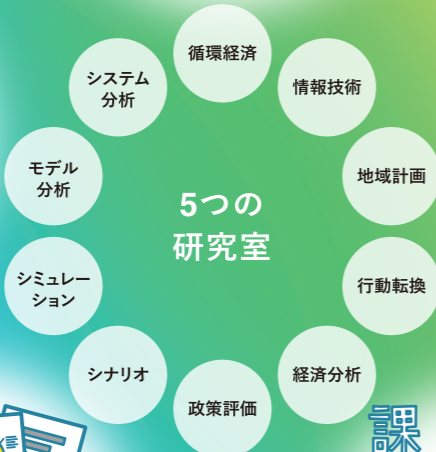 循環経済
情報技術
地域計画
行動転換
経済分析
政策評価
シナリオ
シミュレー
ション
モデル
分析
システム
分析
5つの
研究室
課